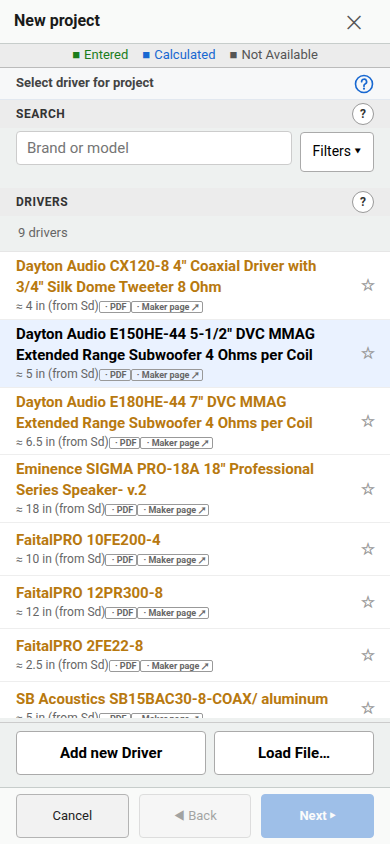 New project
Entered Calculated Not Available
Select driver for project
?
SEARCH
?
Brand or model
Filters ▾
DRIVERS
?
9 drivers
Dayton Audio CX120-8 4" Coaxial Driver with
3/4" Silk Dome Tweeter 8 Ohm
≈ 4 in (from Sd) · PDF · Maker page ↗
Dayton Audio E150HE-44 5-1/2" DVC MMAG
Extended Range Subwoofer 4 Ohms per Coil
≈ 5 in (from Sd) · PDF · Maker page ↗
Dayton Audio E180HE-44 7" DVC MMAG
Extended Range Subwoofer 4 Ohms per Coil
≈ 6.5 in (from Sd) · PDF · Maker page ↗
Eminence SIGMA PRO-18A 18" Professional
Series Speaker- v.2
≈ 18 in (from Sd) · PDF · Maker page ↗
FaitalPRO 10FE200-4
≈ 10 in (from Sd) · PDF · Maker page ↗
FaitalPRO 12PR300-8
≈ 12 in (from Sd) · PDF · Maker page ↗
FaitalPRO 2FE22-8
≈ 2.5 in (from Sd) · PDF · Maker page ↗
SB Acoustics SB15BAC30-8-COAX/ aluminum
≈ 5 in (from Sd) · PDF · Maker page ↗
Add new Driver
Load File...
Cancel
◀ Back
Next ▸